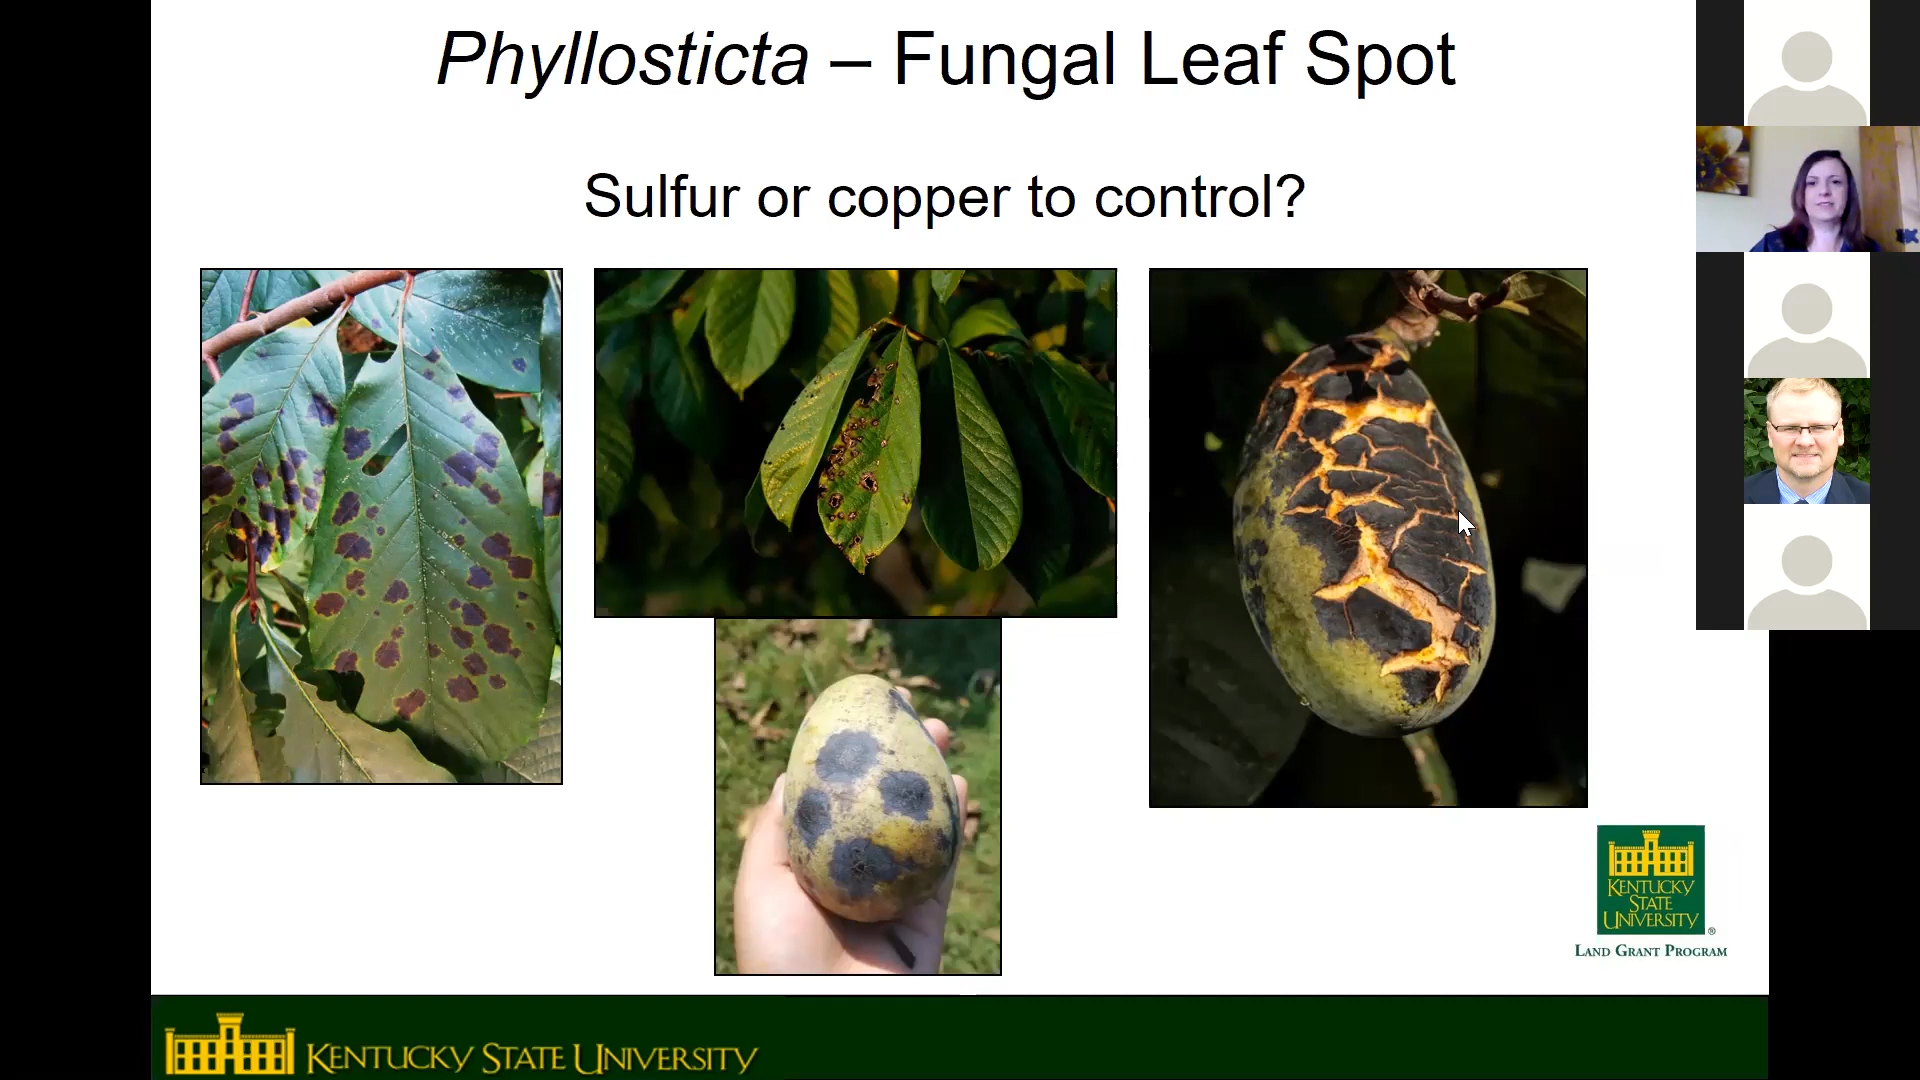 Phyllosticta – Fungal Leaf Spot
Sulfur or copper to control?
KENTUCKY
STATE
UNIVERSITY
®
LAND GRANT PROGRAM
KENTUCKY STATE UNIVERSITY